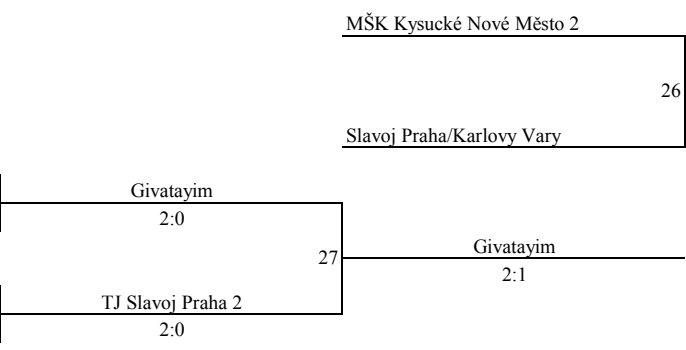 MŠK Kysucké Nové Město 2
26
Slavoj Praha/Karlovy Vary
Givatayim
2:0
27
Givatayim
2:1
TJ Slavoj Praha 2
2:0